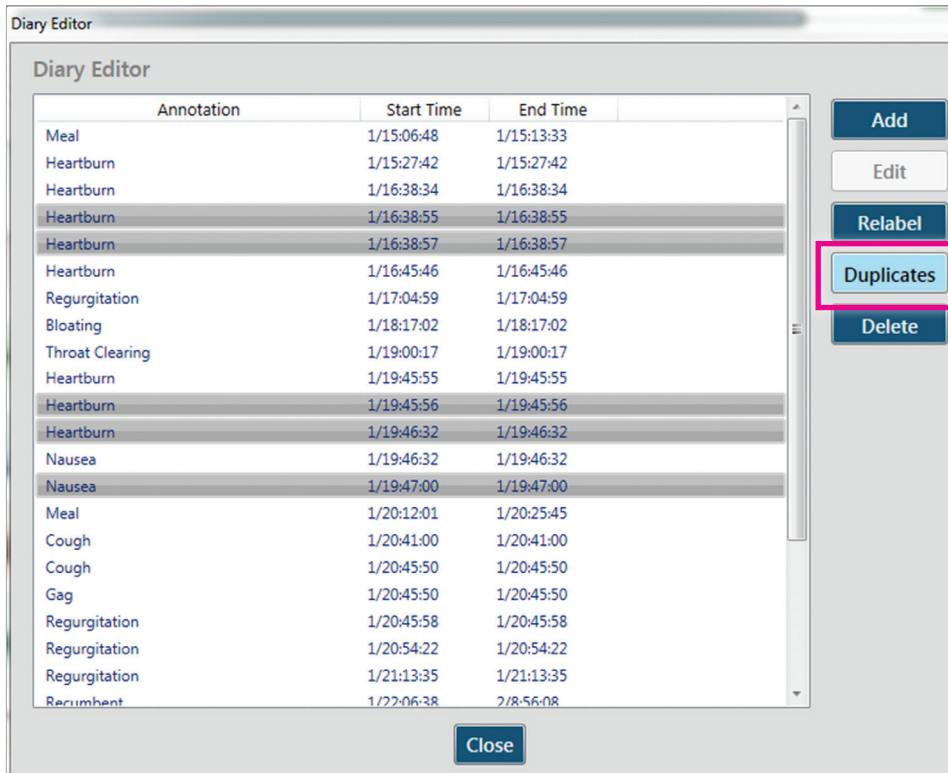 Diary Editor
Diary Editor
Annotation Start Time End Time
Meal 1/15:06:48 1/15:13:33
Heartburn 1/15:27:42 1/15:27:42
Heartburn 1/16:38:34 1/16:38:34
Heartburn 1/16:38:55 1/16:38:55
Heartburn 1/16:38:57 1/16:38:57
Heartburn 1/16:45:46 1/16:45:46
Regurgitation 1/17:04:59 1/17:04:59
Bloating 1/18:17:02 1/18:17:02
Throat Clearing 1/19:00:17 1/19:00:17
Heartburn 1/19:45:55 1/19:45:55
Heartburn 1/19:45:56 1/19:45:56
Heartburn 1/19:46:32 1/19:46:32
Nausea 1/19:46:32 1/19:46:32
Nausea 1/19:47:00 1/19:47:00
Meal 1/20:12:01 1/20:25:45
Cough 1/20:41:00 1/20:41:00
Cough 1/20:45:50 1/20:45:50
Gag 1/20:45:50 1/20:45:50
Regurgitation 1/20:45:58 1/20:45:58
Regurgitation 1/20:54:22 1/20:54:22
Regurgitation 1/21:13:35 1/21:13:35
Recumbent 1/22:06:38 2/8:56:08
Add
Edit
Relabel
Duplicates
Delete
Close